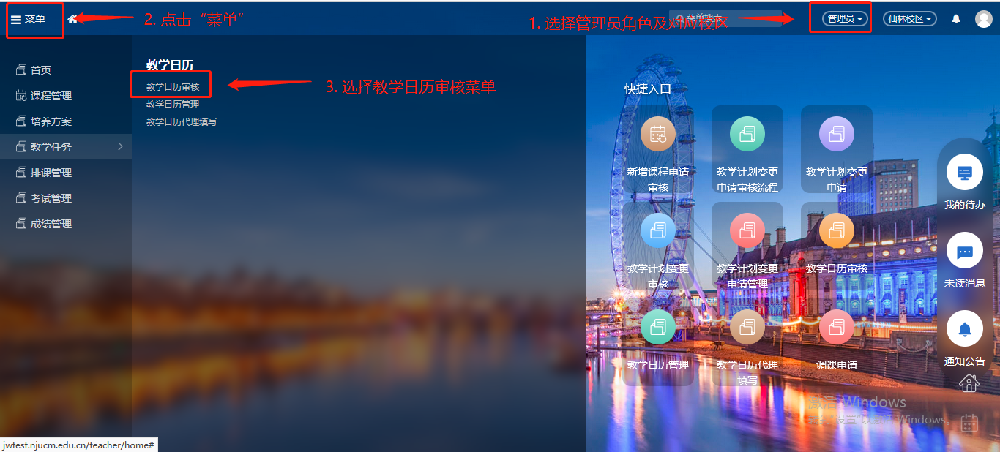 菜单
2. 点击“菜单”
菜单搜索
1. 选择管理员角色及对应校区
管理员
仙林校区
首页
课程管理
培养方案
教学任务
排课管理
考试管理
成绩管理
教学日历
教学日历审核
教学日历管理
教学日历代理填写
3. 选择教学日历审核菜单
快捷入口
新增课程申请
审核
教学计划变更
申请审核流程
教学计划变更
申请
教学计划变更
审核
教学计划变更
申请管理
教学日历审核
教学日历管理
教学日历代理
填写
调课申请
我的待办
未读消息
通知公告
激活 Windows
转到"设置"以激活 Windows。
jwtest.njucm.edu.cn/teacher/home#